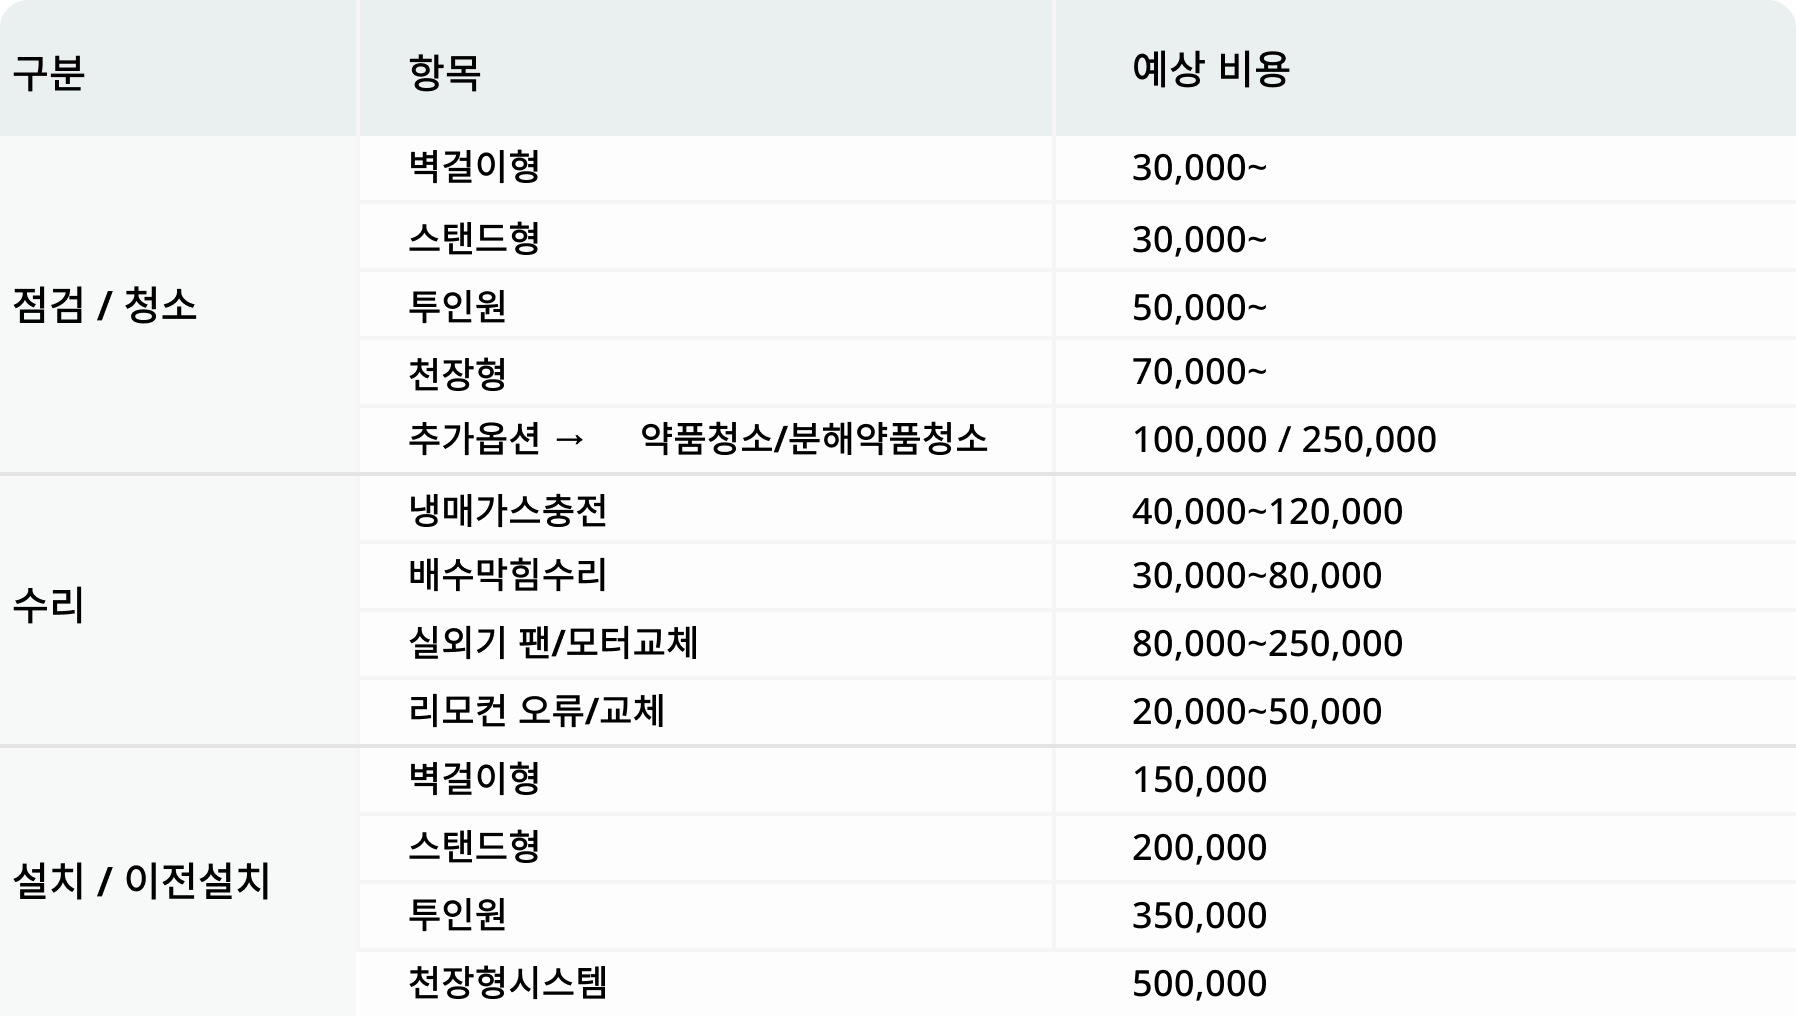 구분 항목 예상 비용
점검 / 청소
벽걸이형 30,000~
스탠드형 30,000~
투인원 50,000~
천장형 70,000~
추가옵션 → 약품청소/분해약품청소 100,000 / 250,000
수리
냉매가스충전 40,000~120,000
배수막힘수리 30,000~80,000
실외기 팬/모터교체 80,000~250,000
리모컨 오류/교체 20,000~50,000
설치 / 이전설치
벽걸이형 150,000
스탠드형 200,000
투인원 350,000
천장형시스템 500,000